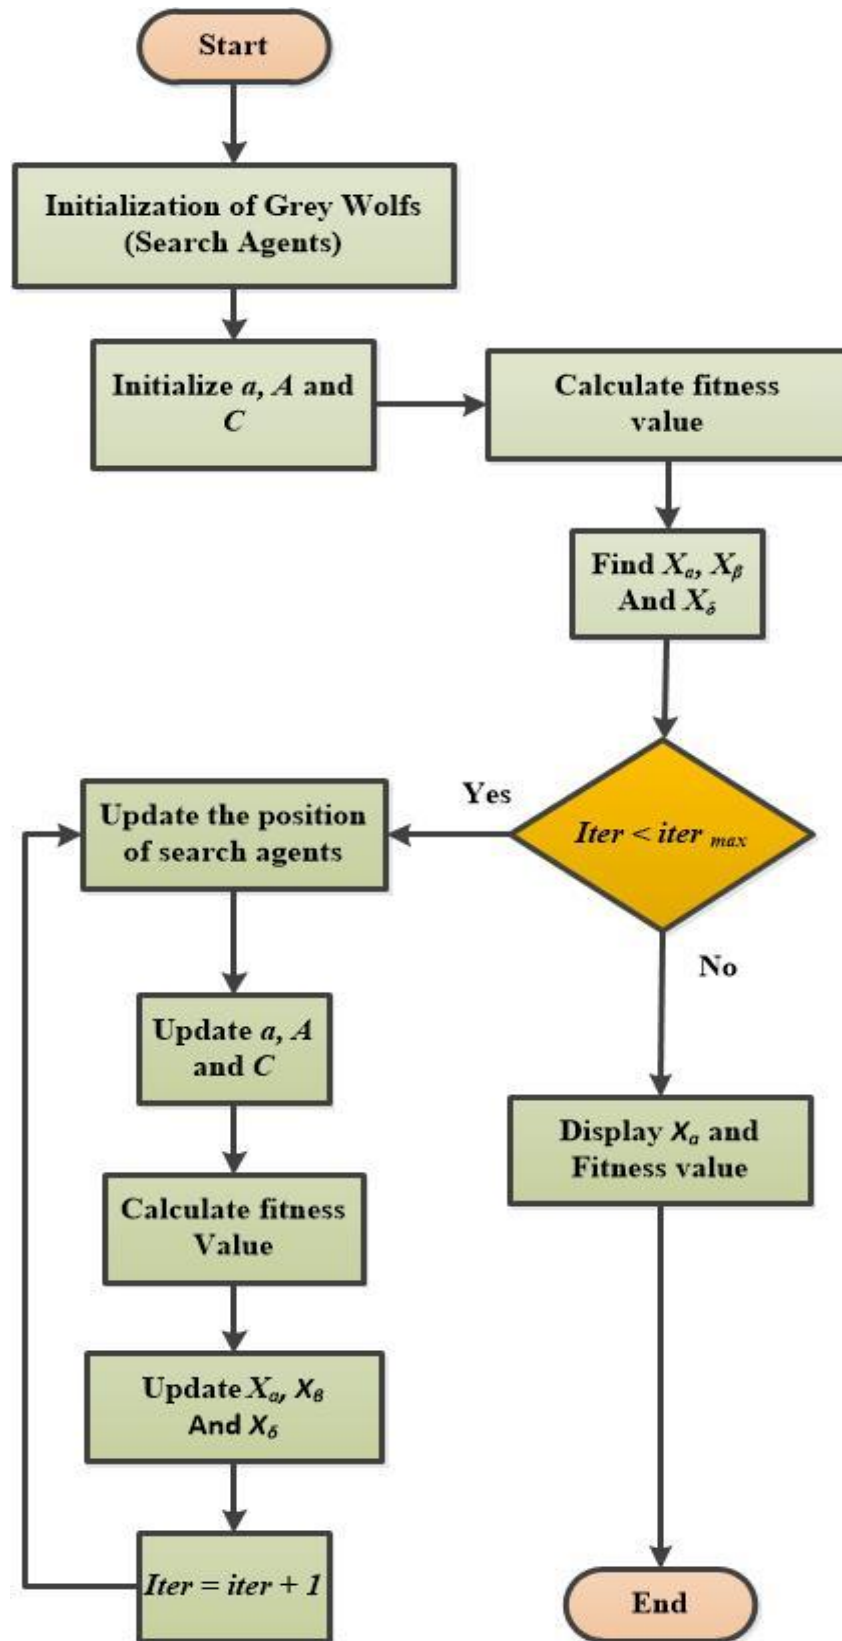 Start
Initialization of Grey Wolfs
(Search Agents)
Initialize a, A and
C
Calculate fitness
value
Find Xα, Xβ
And Xδ
Iter < iter max
Yes
No
Update the position
of search agents
Update a, A
and C
Calculate fitness
Value
Update Xα, Xβ
And Xδ
Iter = iter + 1
Display Xα and
Fitness value
End